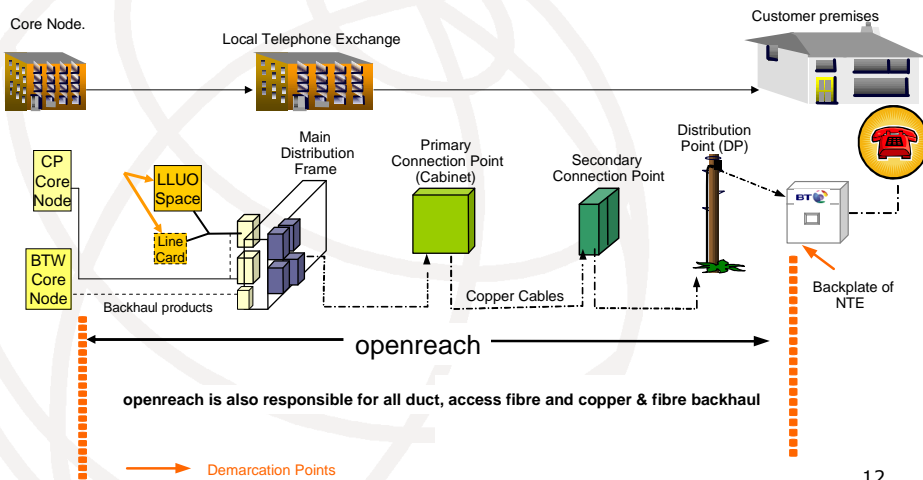 Core Node.
Local Telephone Exchange
Customer premises
CP
Core
Node
BTW
Core
Node
LLUO
Space
Line
Card
Backhaul products
Main
Distribution
Frame
Primary
Connection Point
(Cabinet)
Copper Cables
Secondary
Connection Point
Distribution
Point (DP)
BT
Backplate of
NTE
openreach
openreach is also responsible for all duct, access fibre and copper & fibre backhaul
Demarcation Points
12